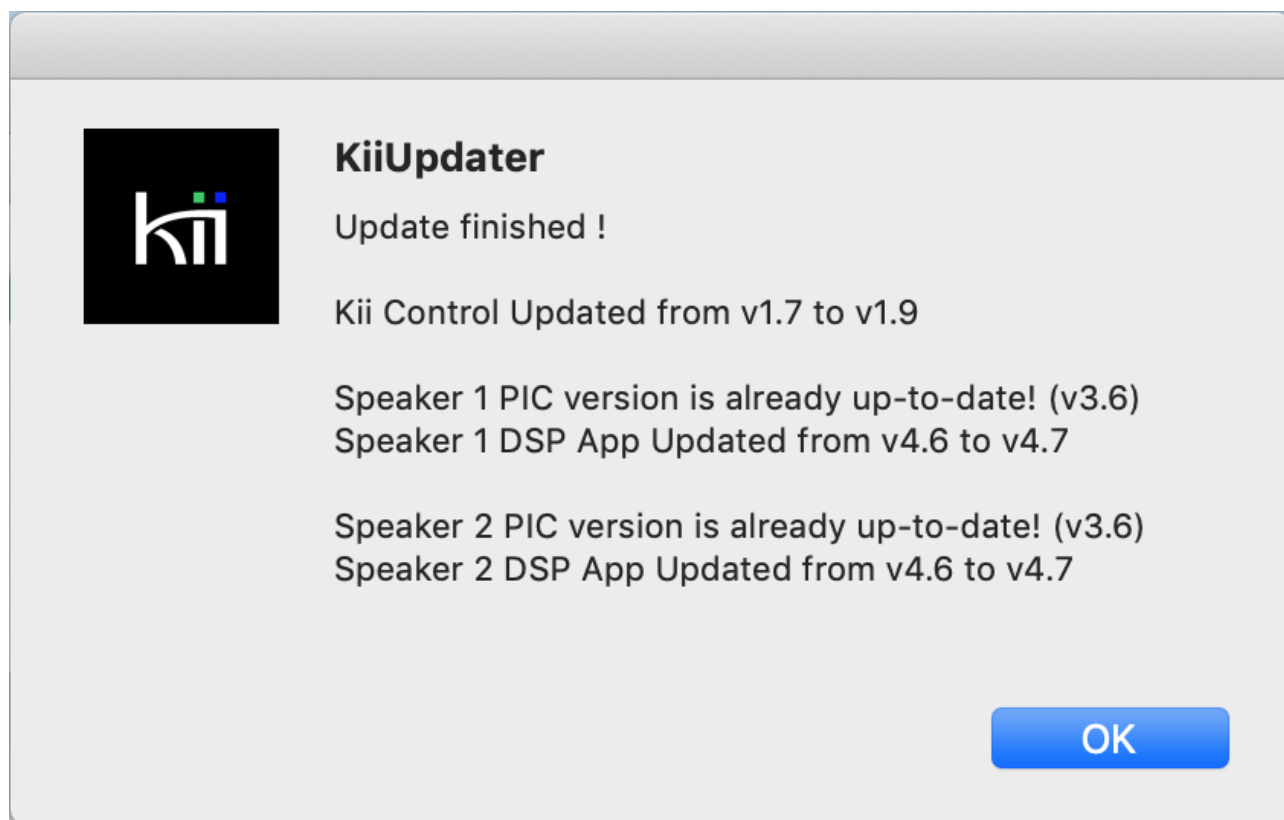 kii
KiiUpdater
Update finished !
Kii Control Updated from v1.7 to v1.9
Speaker 1 PIC version is already up-to-date! (v3.6)
Speaker 1 DSP App Updated from v4.6 to v4.7
Speaker 2 PIC version is already up-to-date! (v3.6)
Speaker 2 DSP App Updated from v4.6 to v4.7
OK